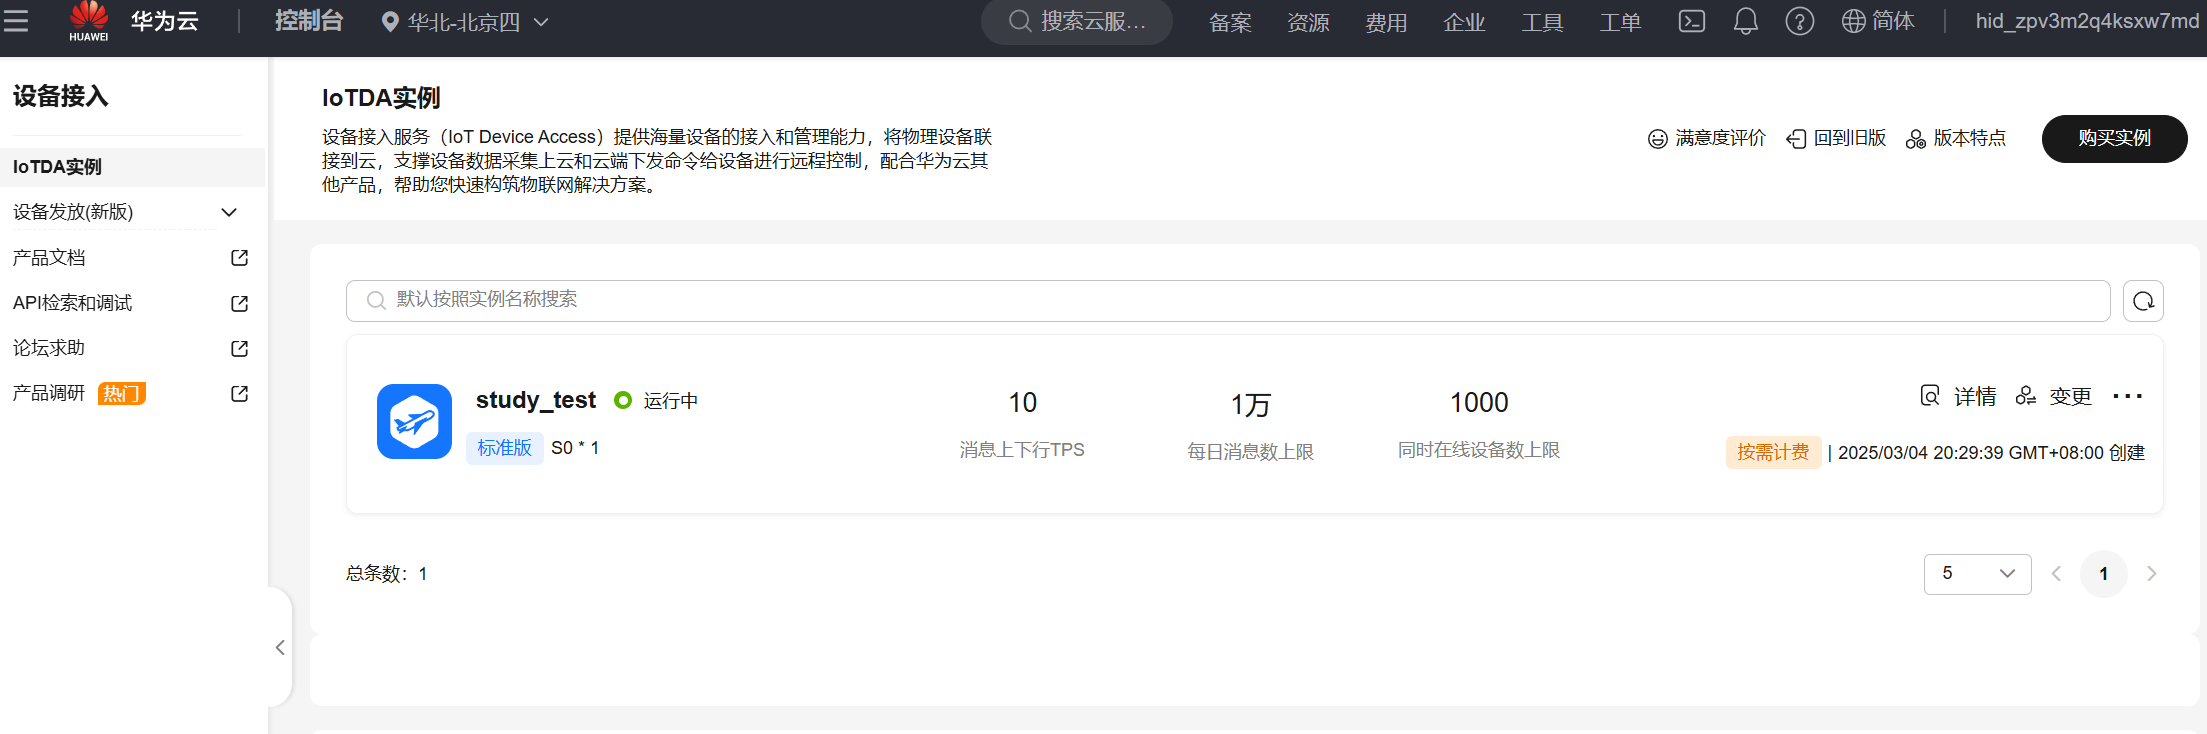 HUAWEI
华为云
控制台
华北-北京四
搜索云服...
备案
资源
费用
企业
工具
工单
简体
hid_zpv3m2q4ksxw7md
设备接入
IoTDA实例
设备发放(新版)
产品文档
API检索和调试
论坛求助
产品调研 热门
IoTDA实例
设备接入服务（IoT Device Access）提供海量设备的接入和管理能力，将物理设备联
接到云，支撑设备数据采集上云和云端下发命令给设备进行远程控制，配合华为云其
他产品，帮助您快速构筑物联网解决方案。
满意度评价
回到旧版
版本特点
购买实例
默认按照实例名称搜索
study_test
运行中
标准版
S0 * 1
10
消息上下行TPS
1万
每日消息数上限
1000
同时在线设备数上限
详情
变更
按需计费 | 2025/03/04 20:29:39 GMT+08:00 创建
总条数：1
5
1